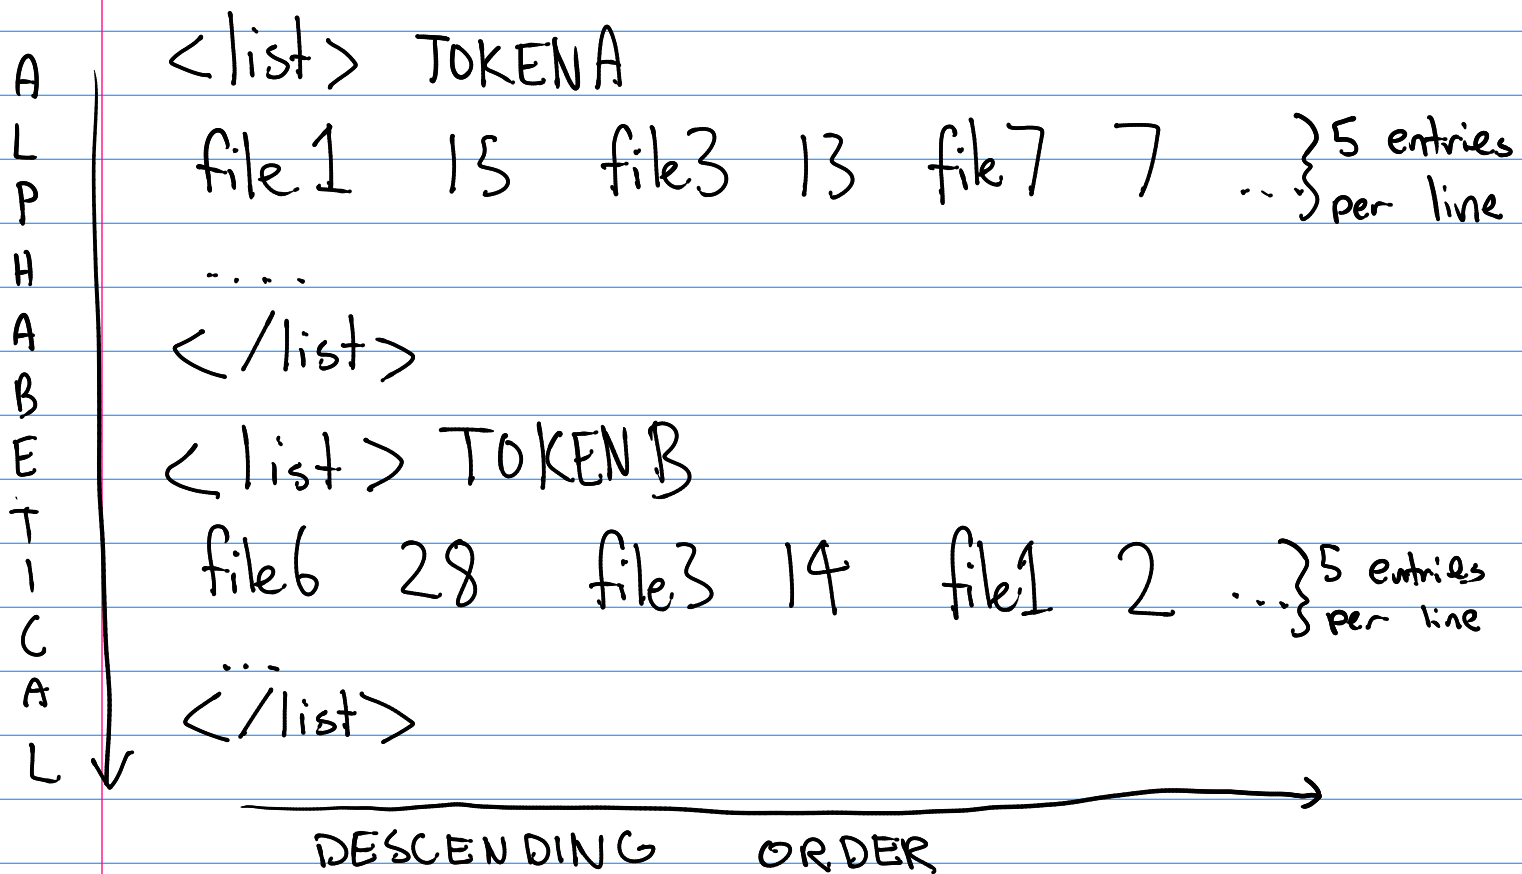 <list> TOKENA
file1 15 file3 13 file7 7 ... } 5 entries per line
....
</list>
<list> TOKENB
file6 28 file3 14 file1 2 ... } 5 entries per line
...
</list>
DESCENDING ORDER
ALPHABETICAL